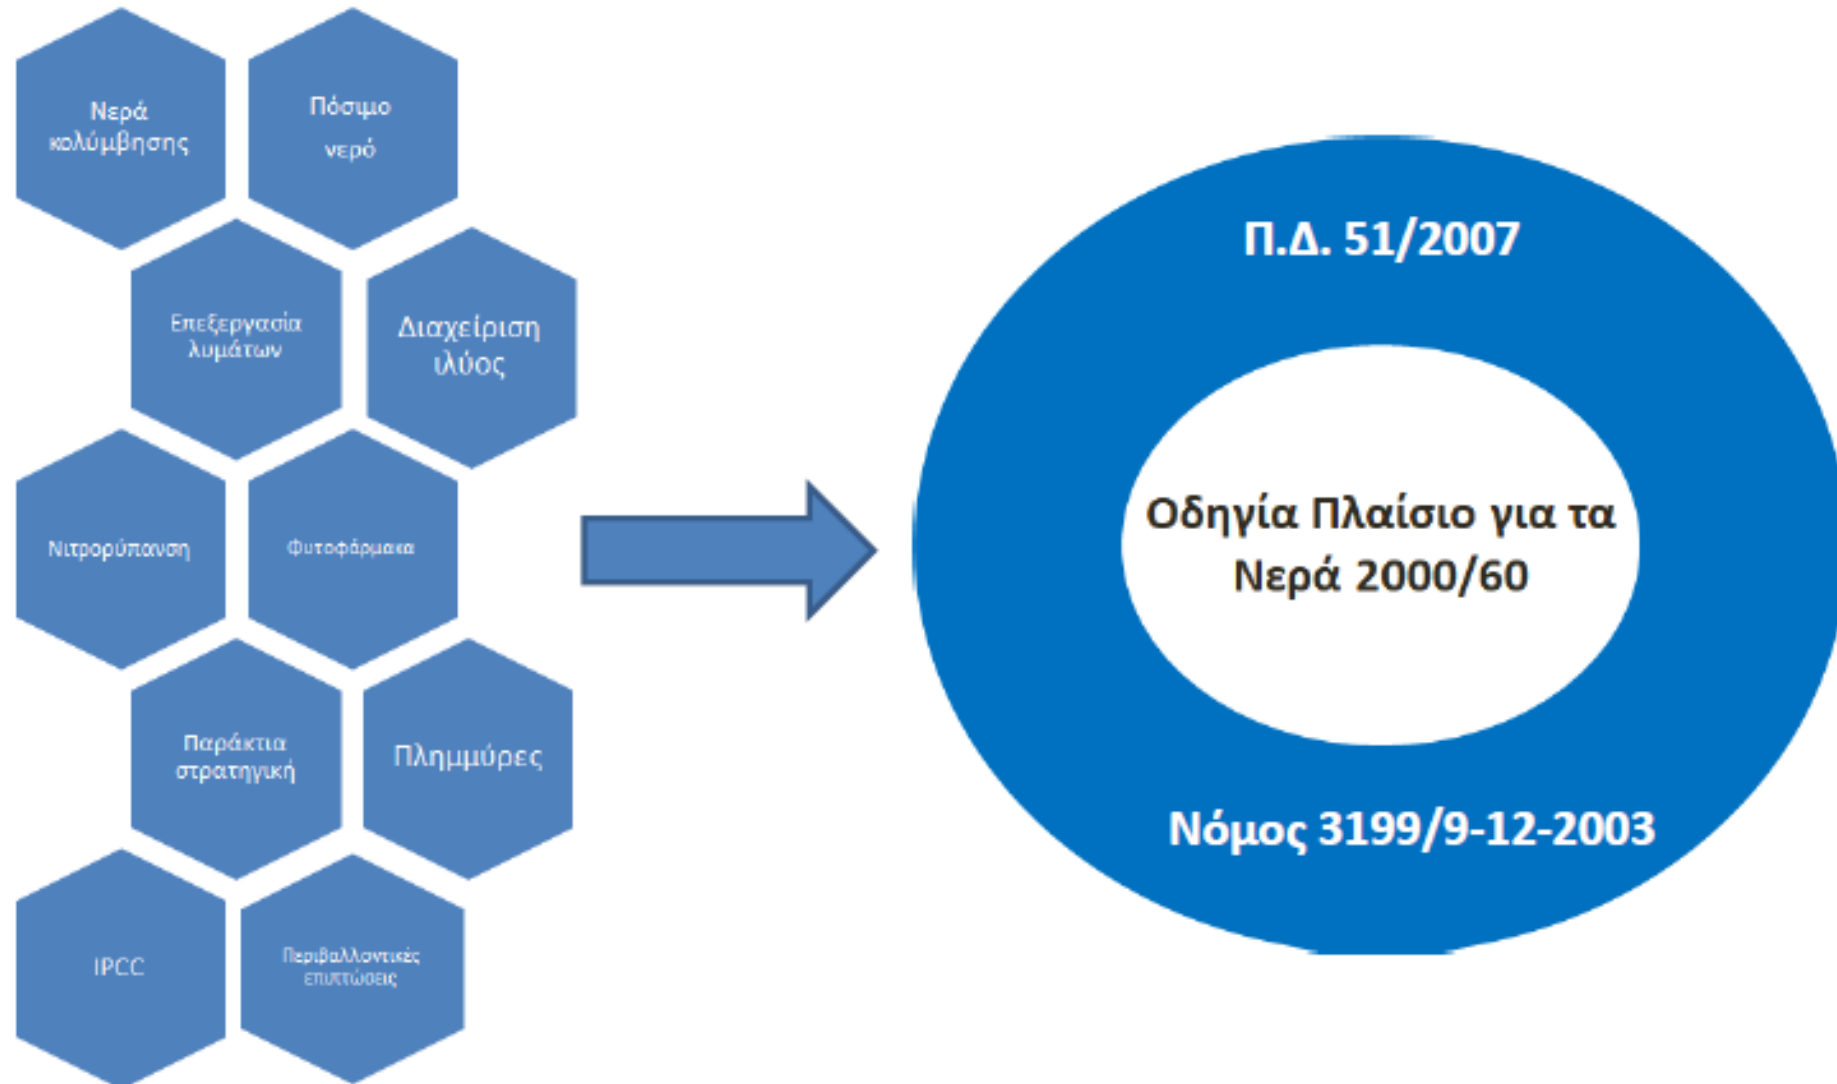 Νερά
κολύμβησης
Πόσιμο
νερό
Επεξεργασία
λυμάτων
Διαχείριση
ιλύος
Νιτρορύπανση
Φυτοφάρμακα
Παράκτια
στρατηγική
Πλημμύρες
IPCC
Περιβαλλοντικές
επιπτώσεις
Π.Δ. 51/2007
Οδηγία Πλαίσιο για τα
Νερά 2000/60
Νόμος 3199/9-12-2003